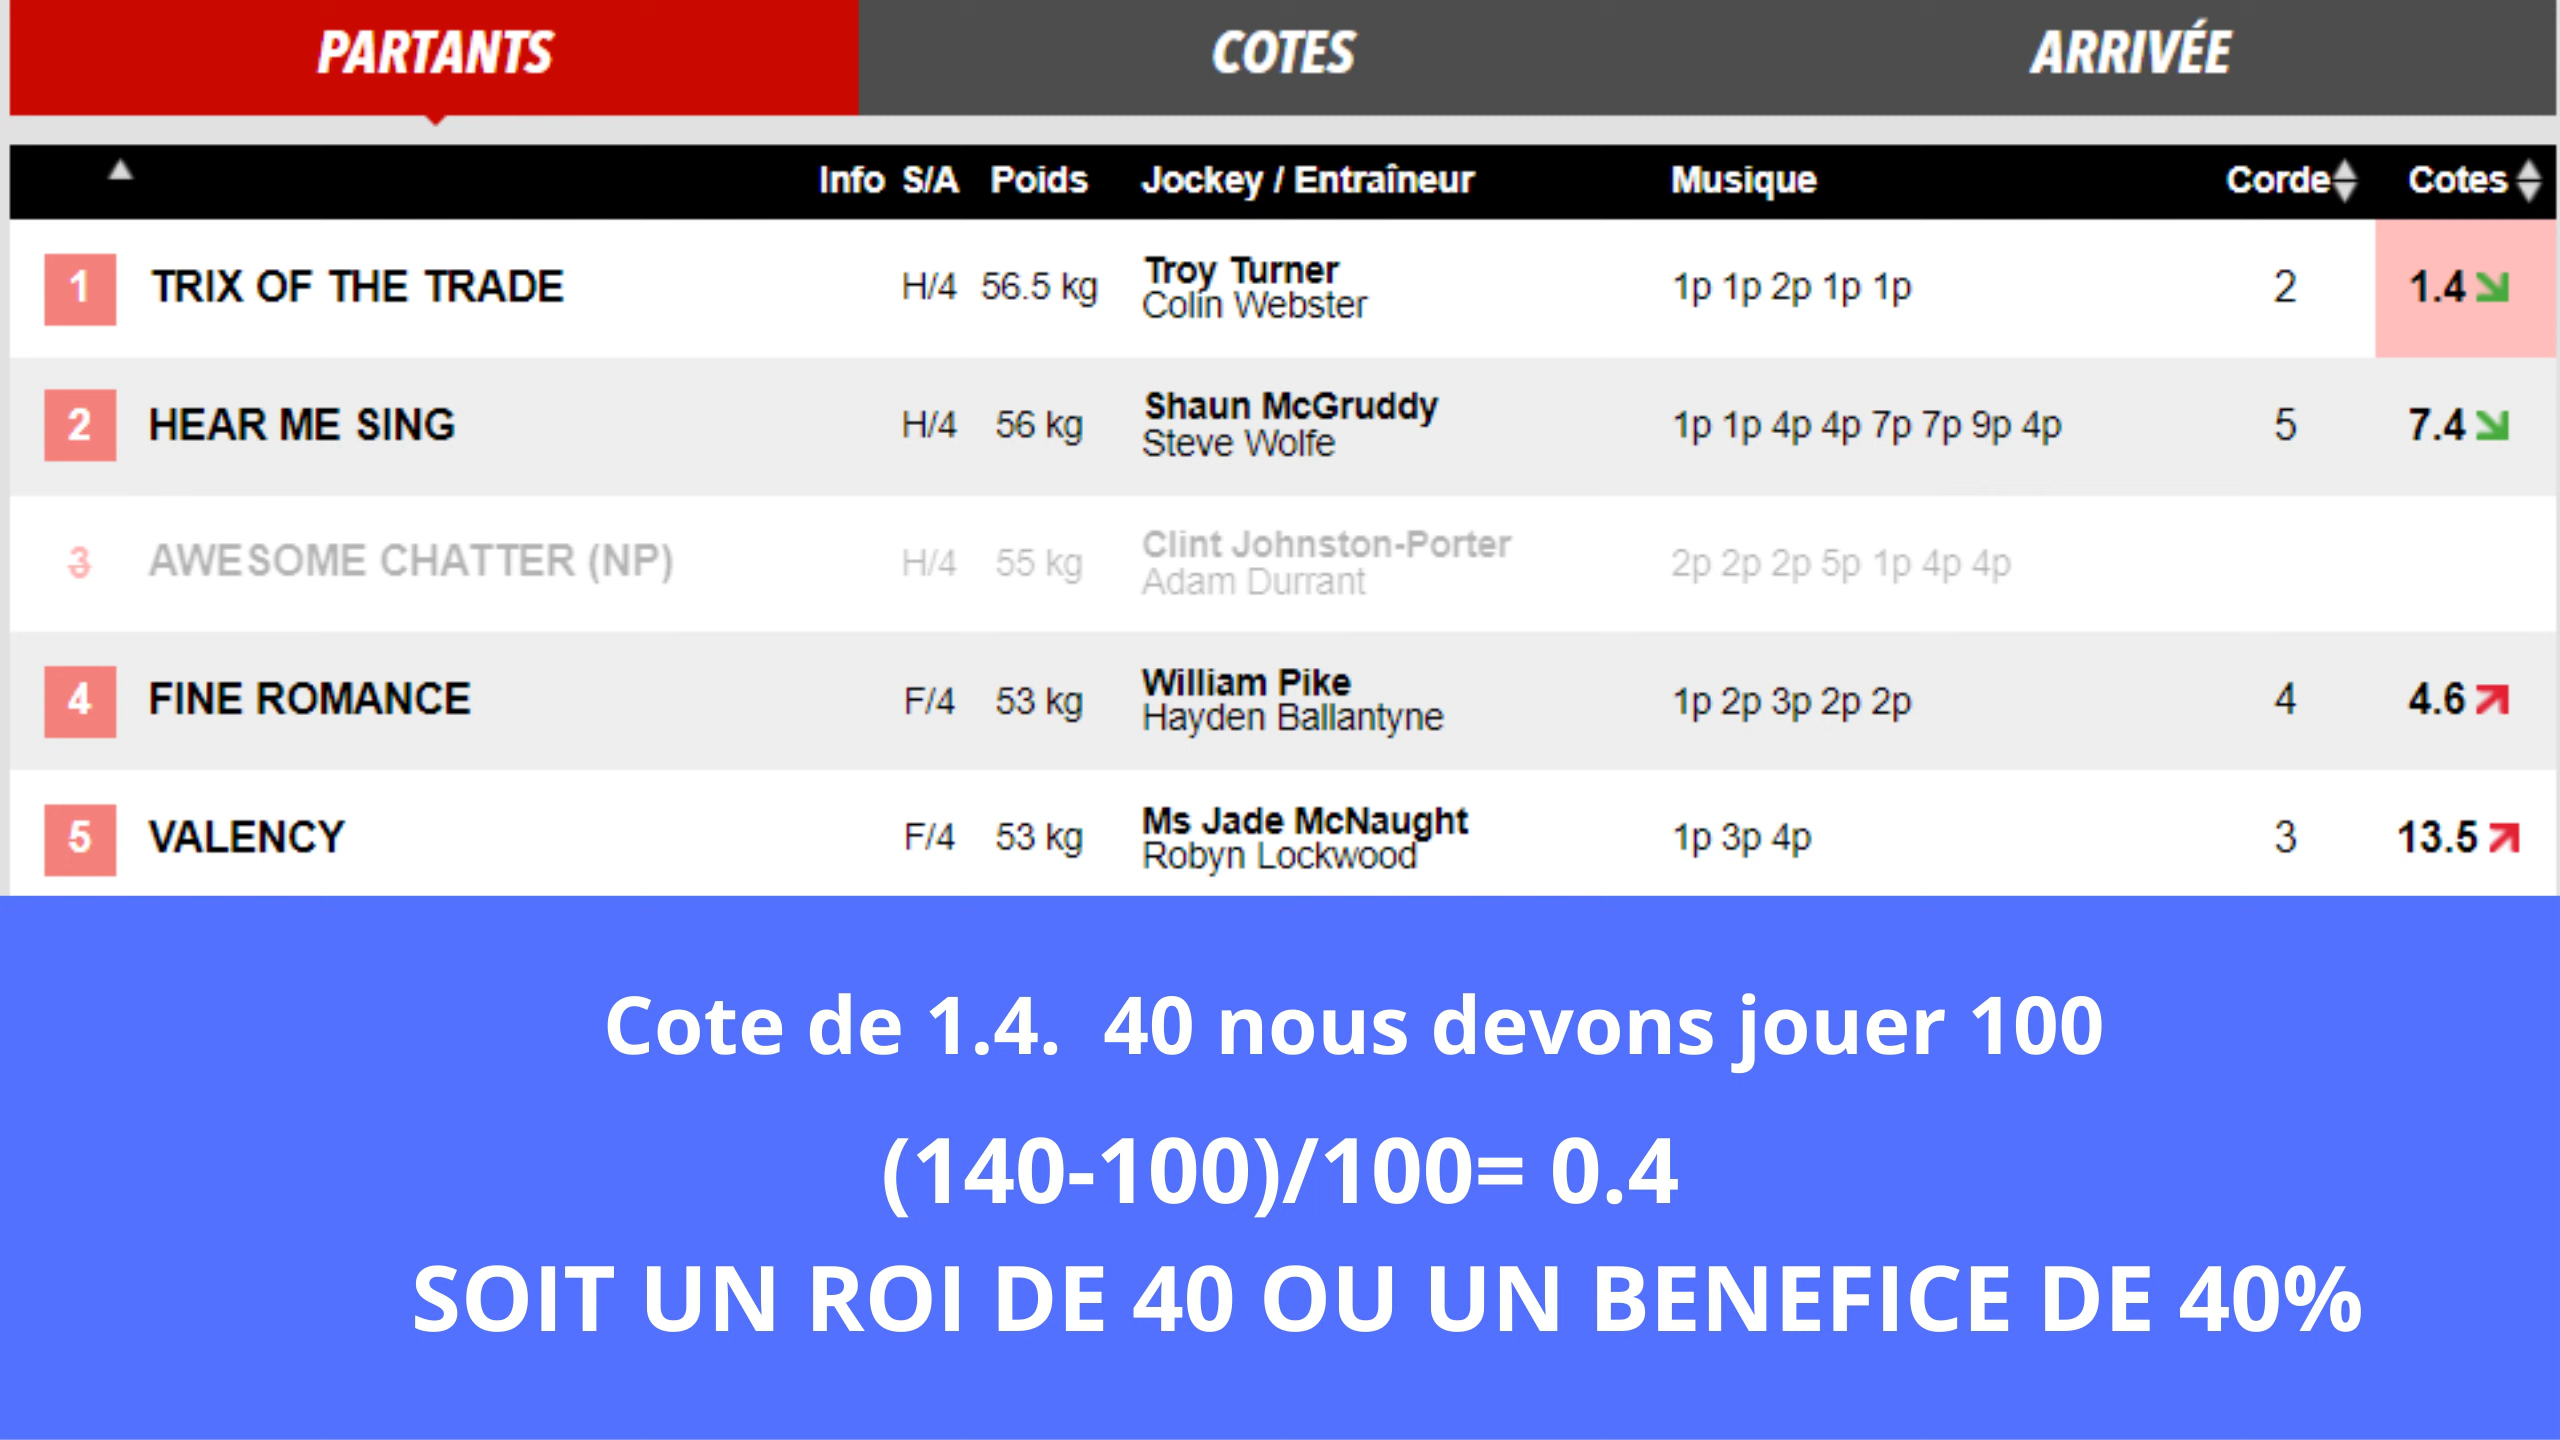 PARTANTS COTES ARRIVÉE
Info S/A Poids Jockey / Entraîneur Musique Corde Cotes
1 TRIX OF THE TRADE H/4 56.5 kg Troy Turner 1p 1p 2p 1p 1p 2 1.4
Colin Webster
2 HEAR ME SING H/4 56 kg Shaun McGruddy 1p 1p 4p 4p 7p 7p 9p 4p 5 7.4
Steve Wolfe
3 AWESOME CHATTER (NP) H/4 55 kg Clint Johnston-Porter 2p 2p 2p 5p 1p 4p 4p
Adam Durrant
4 FINE ROMANCE F/4 53 kg William Pike 1p 2p 3p 2p 2p 4 4.6
Hayden Ballantyne
5 VALENCY F/4 53 kg Ms Jade McNaught 1p 3p 4p 3 13.5
Robyn Lockwood
Cote de 1.4. 40 nous devons jouer 100
(140-100)/100= 0.4
SOIT UN ROI DE 40 OU UN BENEFICE DE 40%